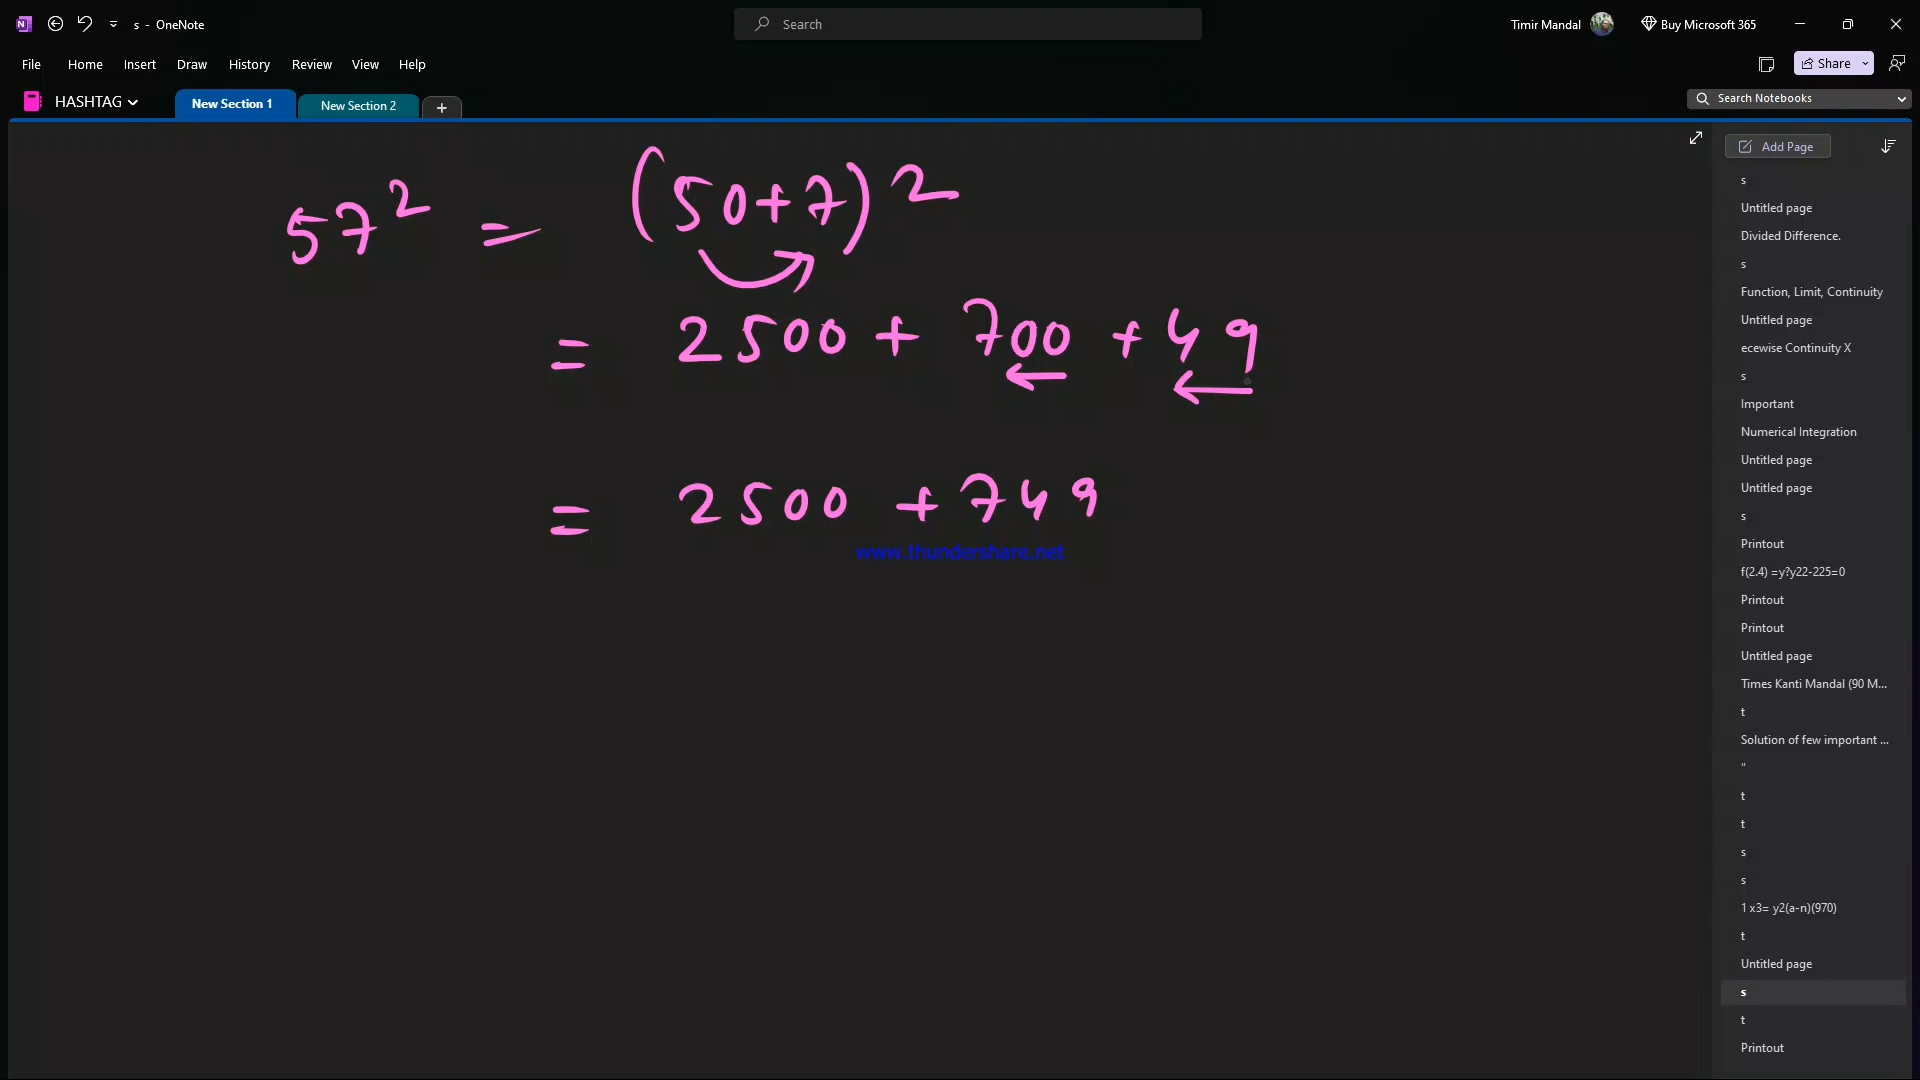 s - OneNote
Search
Timir Mandal
Buy Microsoft 365
File Home Insert Draw History Review View Help
Share
HASHTAG
New Section 1
New Section 2
+
Search Notebooks
Add Page
s
Untitled page
Divided Difference.
s
Function, Limit, Continuity
Untitled page
ecewise Continuity X
s
Important
Numerical Integration
Untitled page
Untitled page
s
Printout
f(2.4) =y?y22-225=0
Printout
Printout
Untitled page
Times Kanti Mandal (90 M...
t
Solution of few important ...
"
t
t
s
s
1 x3= y2(a-n)(970)
t
Untitled page
s
t
Printout
57² = (50+7)²
= 2500 + 700 + 49
= 2500 + 749
www.thundershare.net